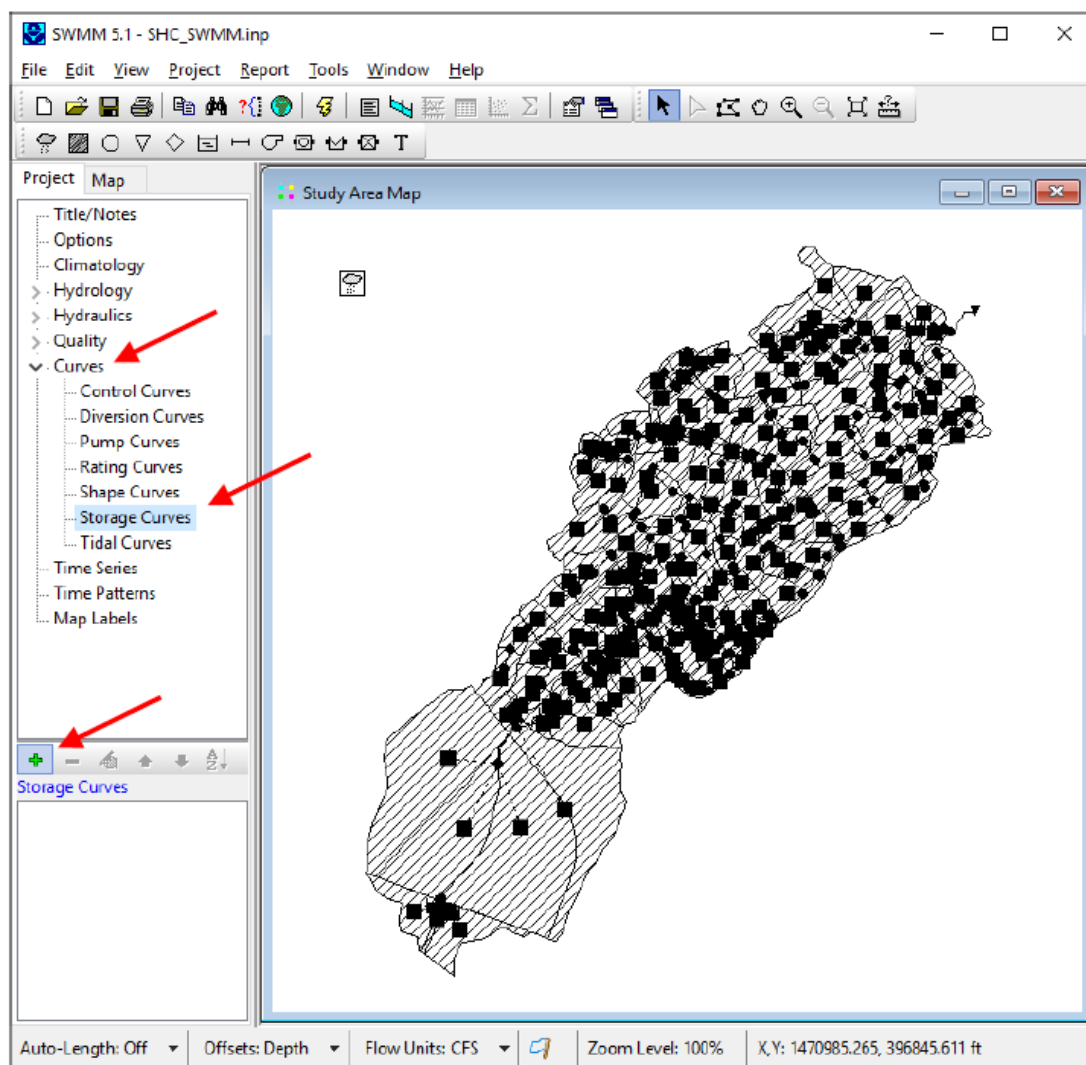 SWMM 5.1 - SHC_SWMM.inp
File Edit View Project Report Tools Window Help
T
Project Map
Study Area Map
Title/Notes
Options
Climatology
Hydrology
Hydraulics
Quality
Curves
Control Curves
Diversion Curves
Pump Curves
Rating Curves
Shape Curves
Storage Curves
Tidal Curves
Time Series
Time Patterns
Map Labels
Storage Curves
Auto-Length: Off Offsets: Depth Flow Units: CFS Zoom Level: 100% X,Y: 1470985.265, 396845.611 ft